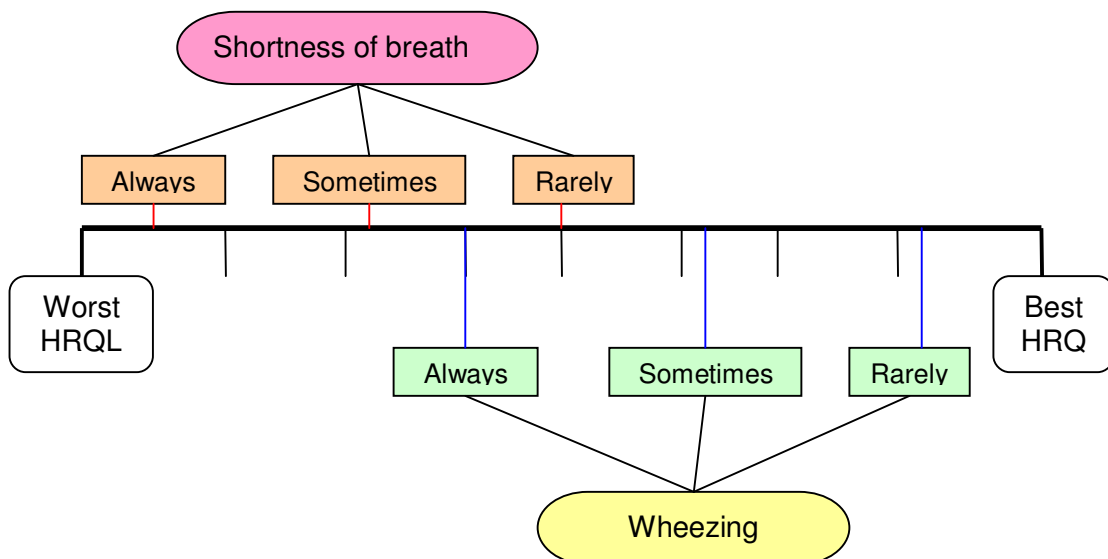 Shortness of breath
Always
Sometimes
Rarely
Worst
HRQL
Best
HRQ
Always
Sometimes
Rarely
Wheezing